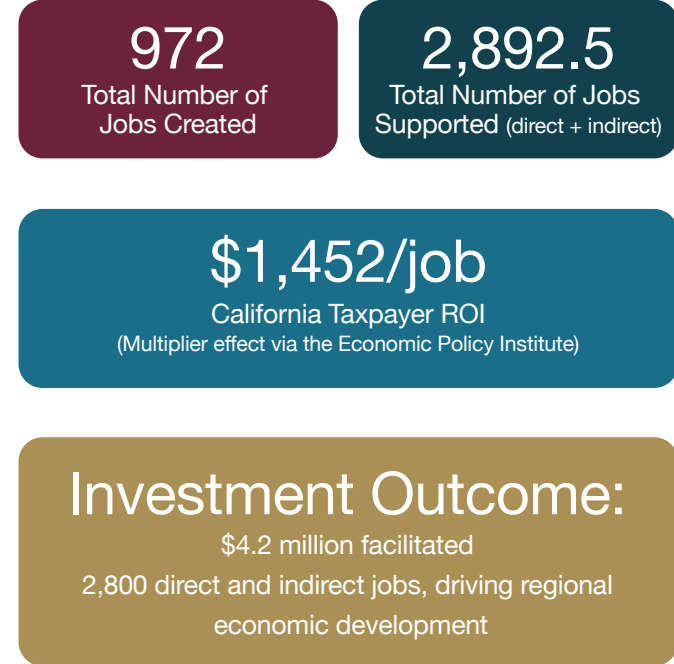 972
Total Number of
Jobs Created
2,892.5
Total Number of Jobs
Supported (direct + indirect)
$1,452/job
California Taxpayer ROI
(Multiplier effect via the Economic Policy Institute)
Investment Outcome:
$4.2 million facilitated
2,800 direct and indirect jobs, driving regional
economic development